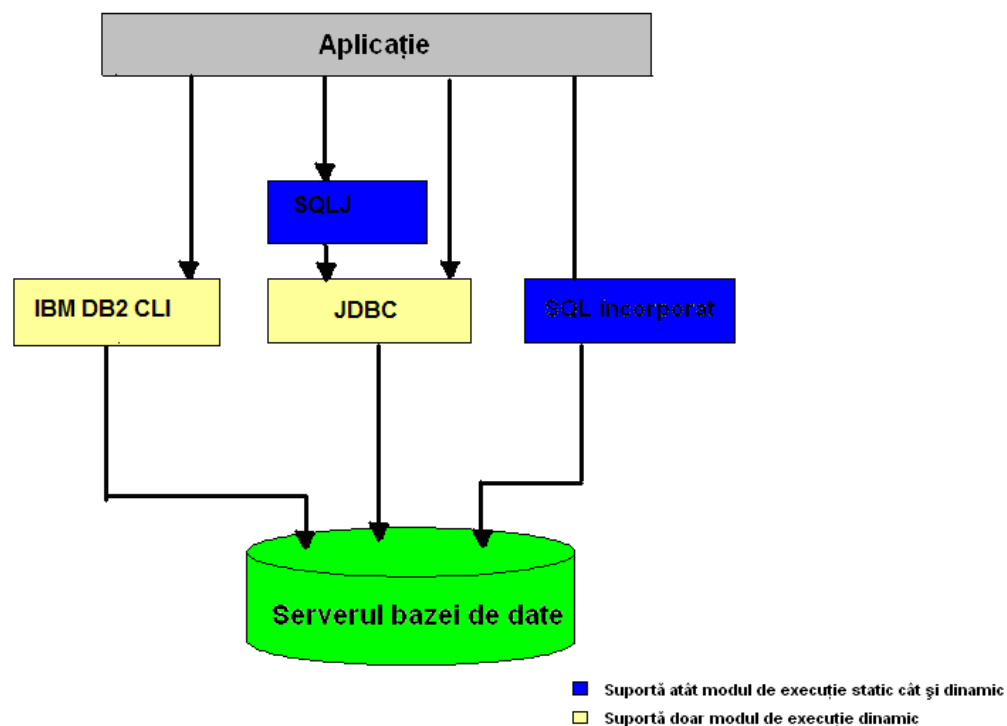 Aplicație
SQLJ
IBM DB2 CLI
JDBC
SQL încorporat
Serverul bazei de date
Suportă atât modul de execuție static cât și dinamic
Suportă doar modul de execuție dinamic